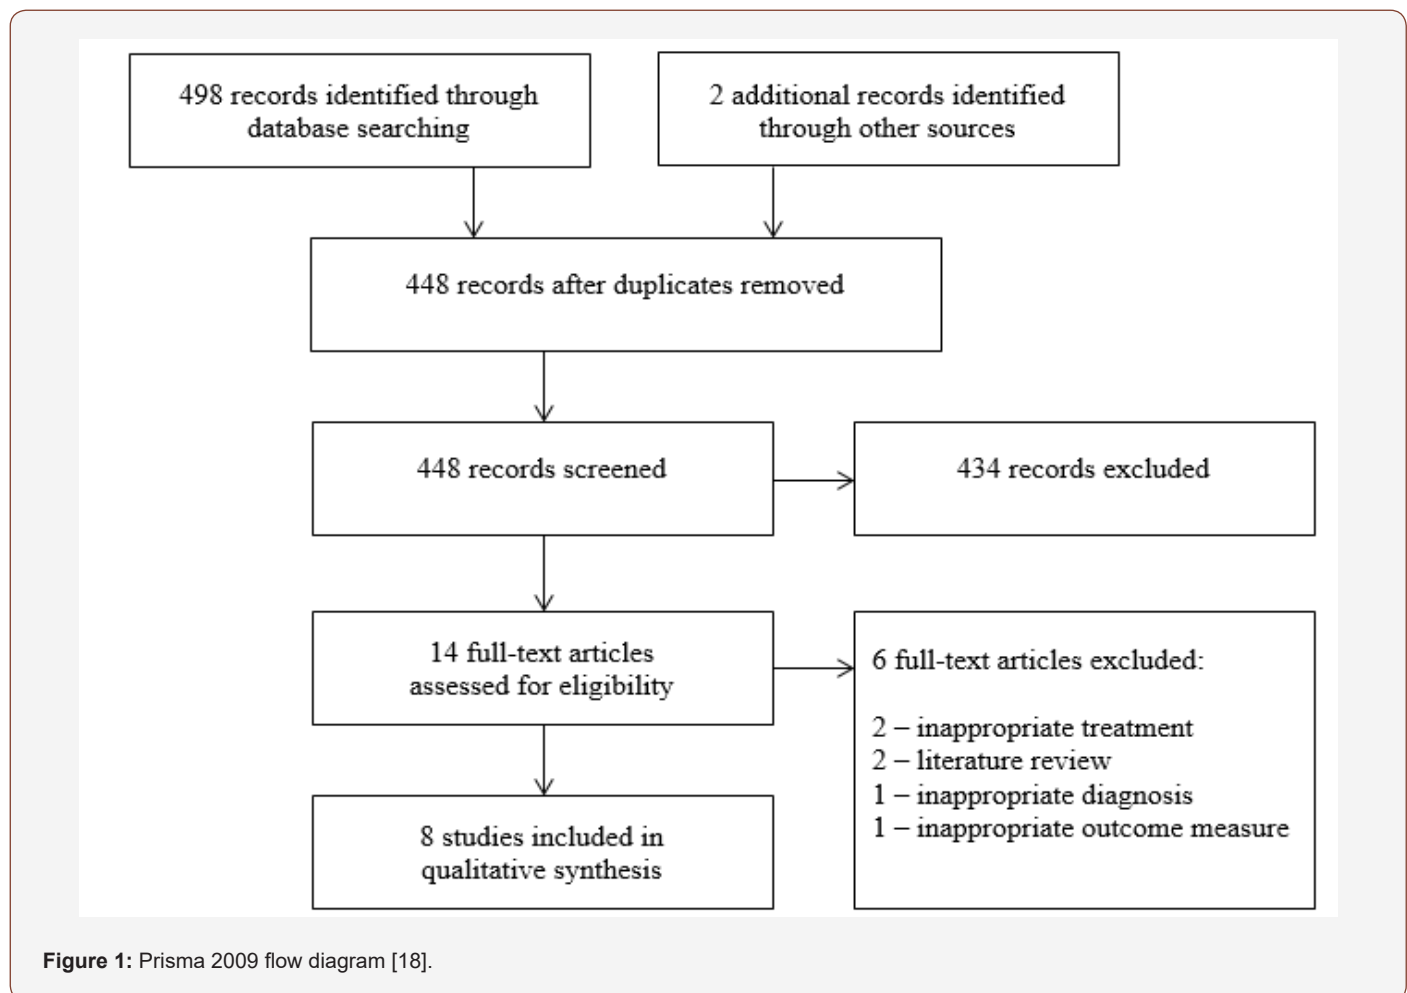 498 records identified through
database searching
2 additional records identified
through other sources
448 records after duplicates removed
448 records screened
434 records excluded
14 full-text articles
assessed for eligibility
6 full-text articles excluded:
2 – inappropriate treatment
2 – literature review
1 – inappropriate diagnosis
1 – inappropriate outcome measure
8 studies included in
qualitative synthesis
Figure 1: Prisma 2009 flow diagram [18].